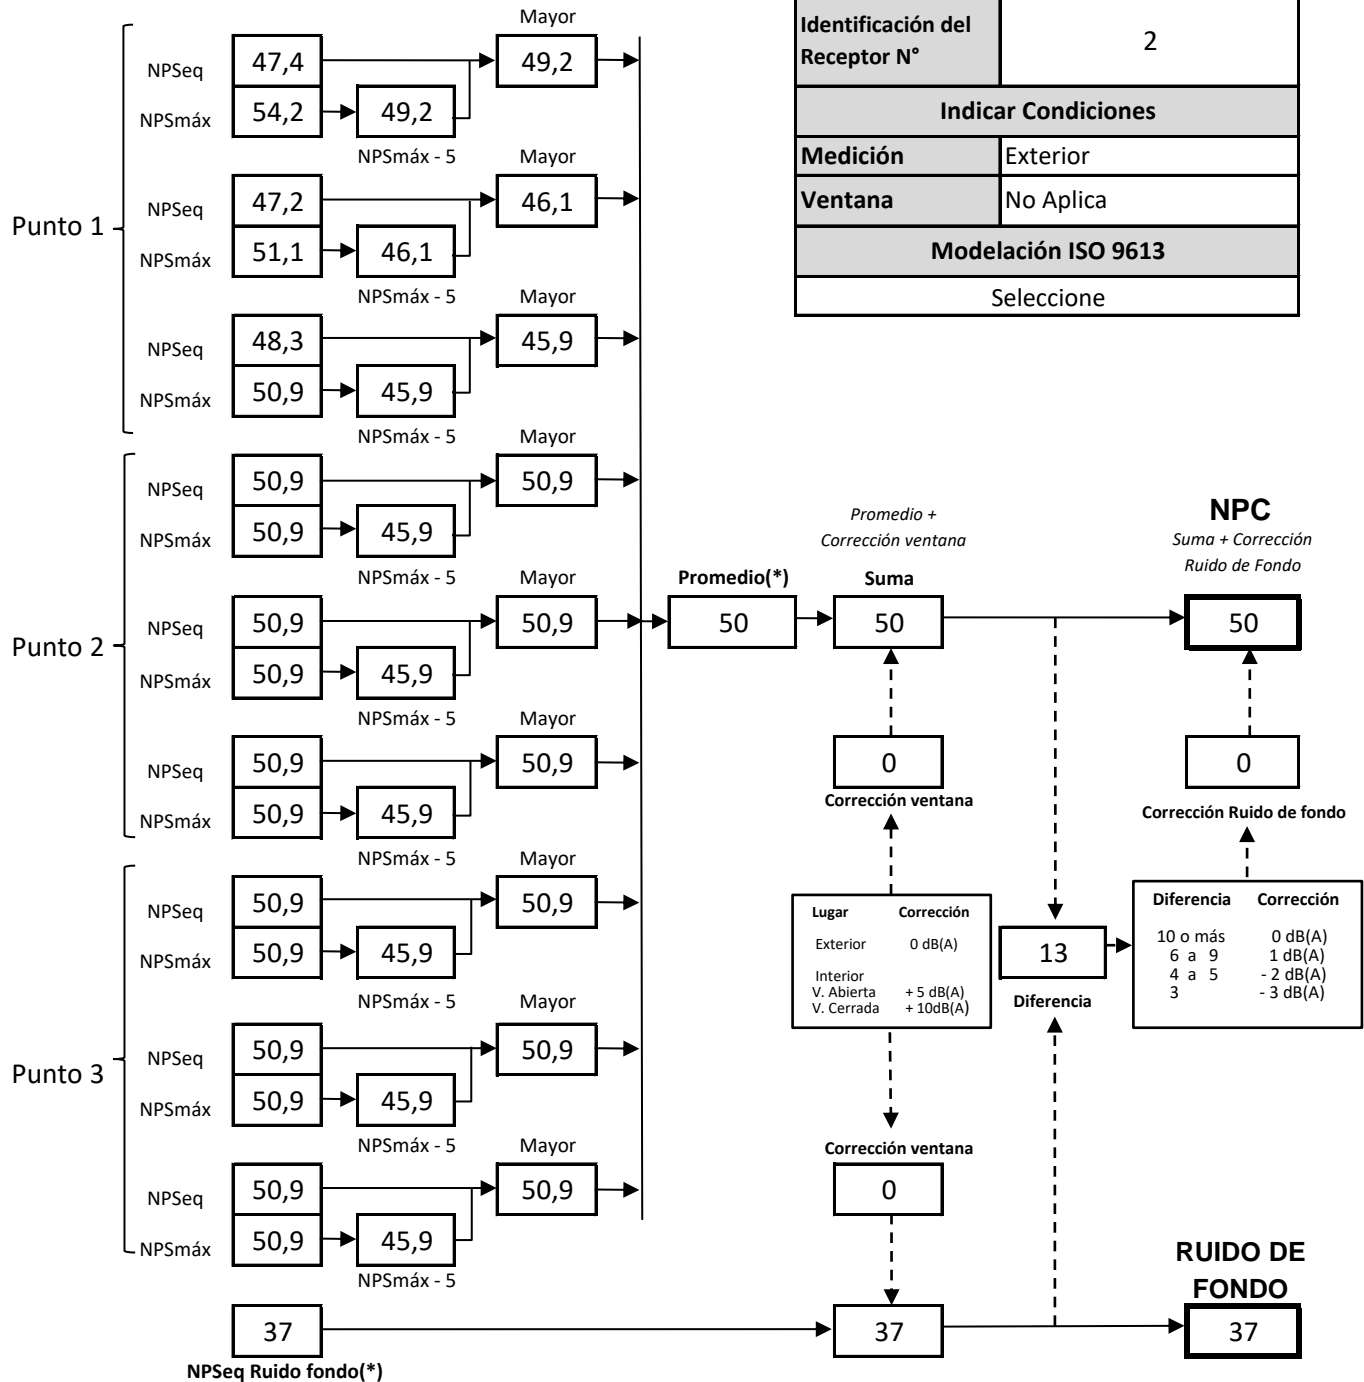 Identificación del
Receptor N°
2
Indicar Condiciones
Medición
Exterior
Ventana
No Aplica
Modelación ISO 9613
Seleccione
Punto 1
Mayor
NPSeq
47,4
49,2
NPSmáx
54,2
49,2
NPSmáx - 5
Mayor
NPSeq
47,2
46,1
NPSmáx
51,1
46,1
NPSmáx - 5
Mayor
NPSeq
48,3
45,9
NPSmáx
50,9
45,9
NPSmáx - 5
Punto 2
Mayor
NPSeq
50,9
50,9
NPSmáx
50,9
45,9
NPSmáx - 5
Mayor
NPSeq
50,9
50,9
NPSmáx
50,9
45,9
NPSmáx - 5
Mayor
NPSeq
50,9
50,9
NPSmáx
50,9
45,9
NPSmáx - 5
Punto 3
Mayor
NPSeq
50,9
50,9
NPSmáx
50,9
45,9
NPSmáx - 5
Mayor
NPSeq
50,9
50,9
NPSmáx
50,9
45,9
NPSmáx - 5
Mayor
NPSeq
50,9
50,9
NPSmáx
50,9
45,9
NPSmáx - 5
37
NPSeq Ruido fondo(*)
Promedio(*)
50
Promedio +
Corrección ventana
Suma
50
0
Corrección ventana
Lugar Corrección
Exterior 0 dB(A)
Interior
V. Abierta + 5 dB(A)
V. Cerrada + 10dB(A)
Corrección ventana
0
37
13
Diferencia
NPC
Suma + Corrección
Ruido de Fondo
50
0
Corrección Ruido de fondo
Diferencia Corrección
10 o más 0 dB(A)
6 a 9 1 dB(A)
4 a 5 - 2 dB(A)
3 - 3 dB(A)
RUIDO DE
FONDO
37